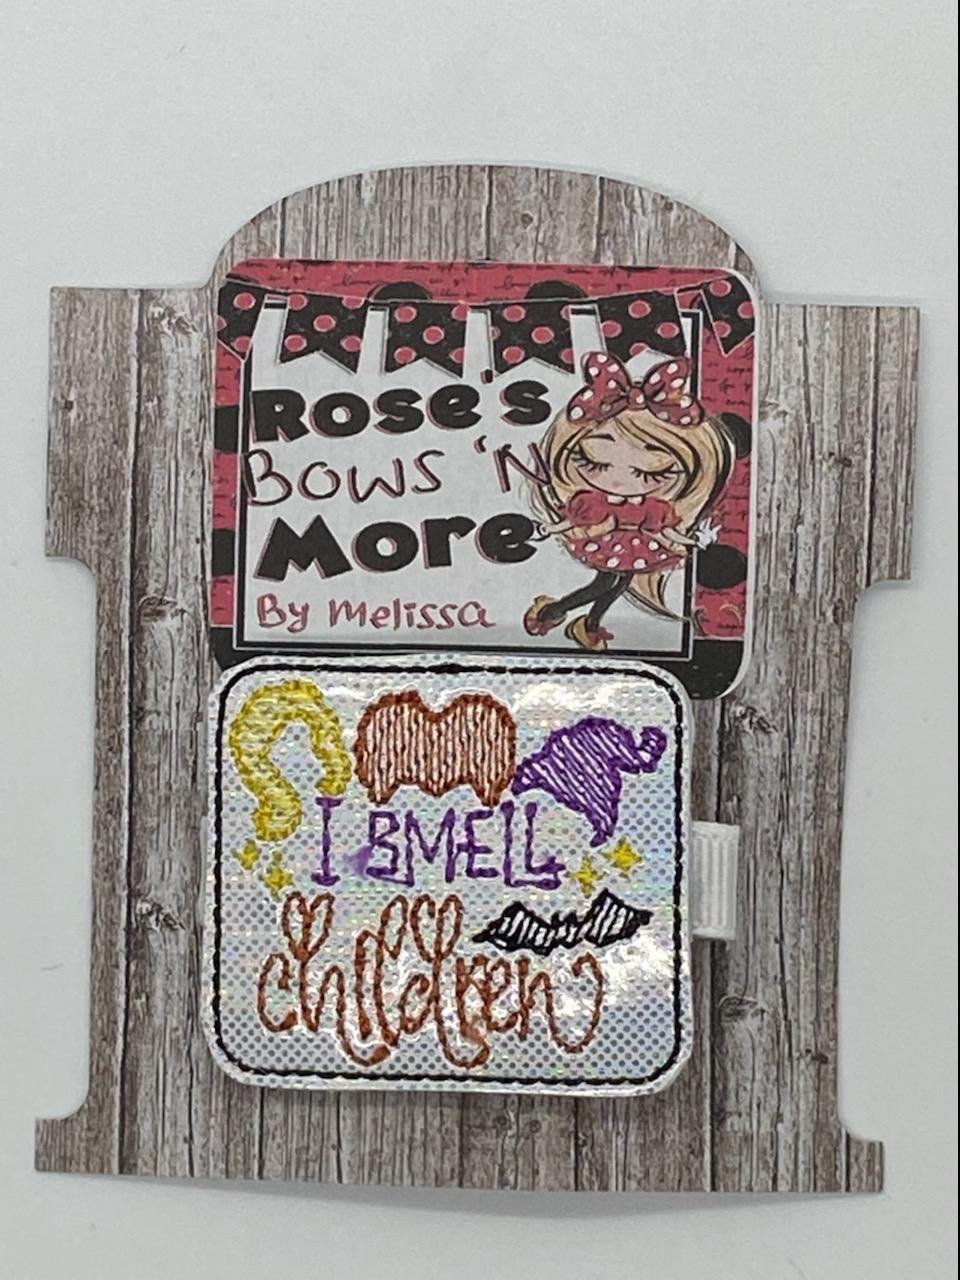 Rose's
Bows 'N
More
By Melissa
I SMELL
children